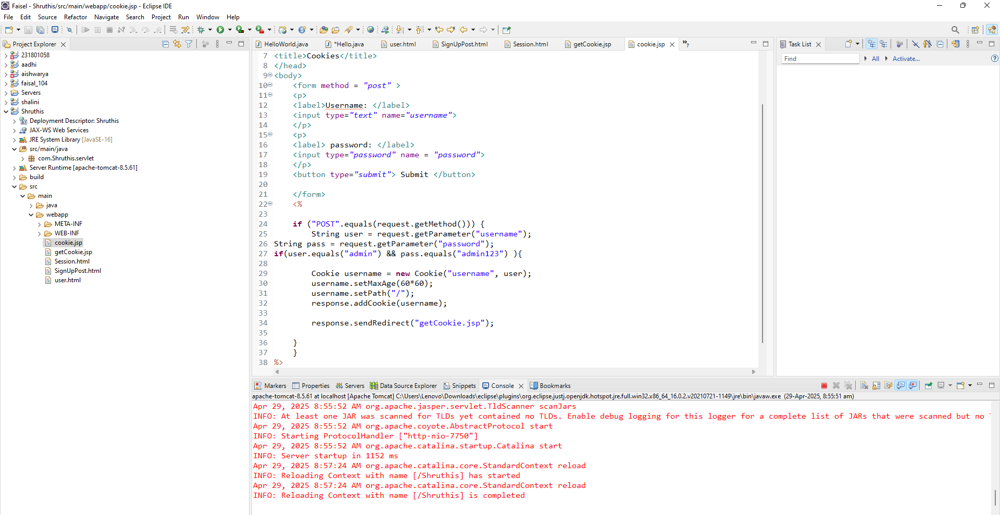 Faisel - Shruthis/src/main/webapp/cookie.jsp - Eclipse IDE
File Edit Source Refactor Navigate Search Project Run Window Help
Project Explorer
231801058
aadhi
aishwarya
faisal_104
Servers
shalini
Shruthis
Deployment Descriptor: Shruthis
JAX-WS Web Services
JRE System Library [JavaSE-16]
src/main/java
com.Shruthis.servlet
Server Runtime [apache-tomcat-8.5.61]
build
src
main
java
webapp
META-INF
WEB-INF
cookie.jsp
getCookie.jsp
Session.html
SignUpPost.html
user.html
HelloWorld.java *Hello.java user.html SignUpPost.html Session.html getCookie.jsp cookie.jsp »7
7 <title>Cookies</title>
8 </head>
9 <body>
10 <form method = "post" >
11 <p>
12 <label>Username: </label>
13 <input type="text" name="username">
14 </p>
15 <p>
16 <label> password: </label>
17 <input type="password" name = "password">
18 </p>
19 <button type="submit"> Submit </button>
20
21 </form>
22 <%
23
24 if ("POST".equals(request.getMethod())) {
25 String user = request.getParameter("username");
26 String pass = request.getParameter("password");
27 if(user.equals("admin") && pass.equals("admin123") ){
28
29 Cookie username = new Cookie("username", user);
30 username.setMaxAge(60*60);
31 username.setPath("/");
32 response.addCookie(username);
33
34 response.sendRedirect("getCookie.jsp");
35
36 }
37 }
38 %>
Task List
Find All Activate...
Markers Properties Servers Data Source Explorer Snippets Console Bookmarks
apache-tomcat-8.5.61 at localhost [Apache Tomcat] C:\Users\Lenovo\Downloads\eclipse\plugins\org.eclipse.justj.openjdk.hotspot.jre.full.win32.x86_64_16.0.2.v20210721-1149\jre\bin\javaw.exe (29-Apr-2025, 8:55:51 am)
Apr 29, 2025 8:55:52 AM org.apache.jasper.servlet.TldScanner scanJars
INFO: At least one JAR was scanned for TLDs yet contained no TLDs. Enable debug logging for this logger for a complete list of JARs that were scanned but no
Apr 29, 2025 8:55:52 AM org.apache.coyote.AbstractProtocol start
INFO: Starting ProtocolHandler ["http-nio-7750"]
Apr 29, 2025 8:55:52 AM org.apache.catalina.startup.Catalina start
INFO: Server startup in 1152 ms
Apr 29, 2025 8:57:24 AM org.apache.catalina.core.StandardContext reload
INFO: Reloading Context with name [/Shruthis] has started
Apr 29, 2025 8:57:24 AM org.apache.catalina.core.StandardContext reload
INFO: Reloading Context with name [/Shruthis] is completed